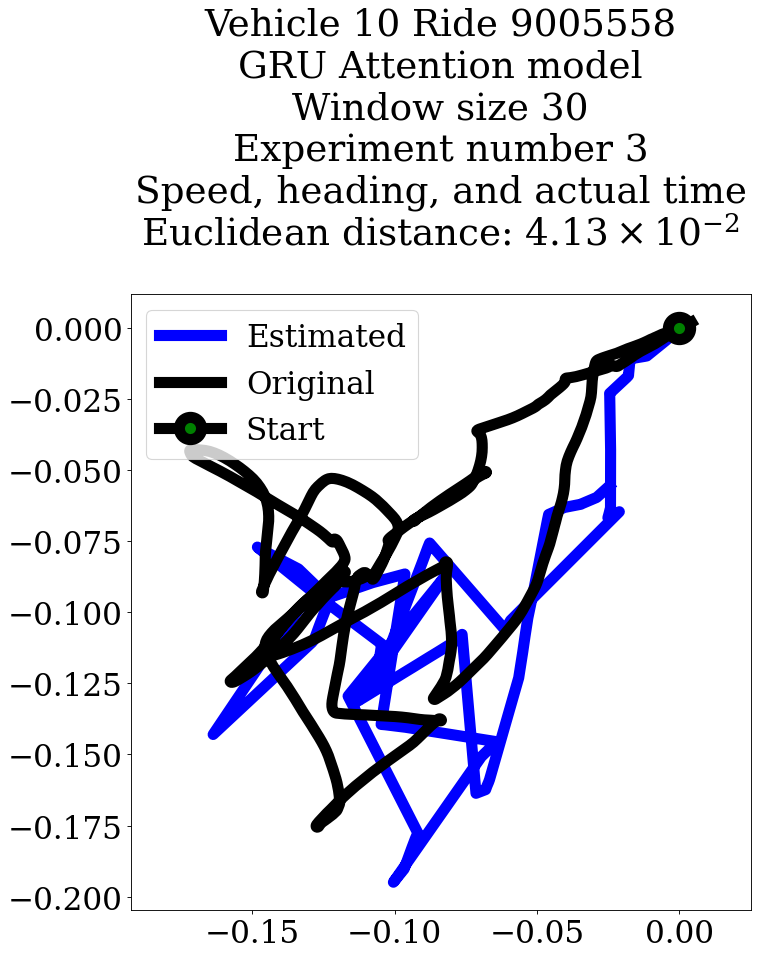 Vehicle 10 Ride 9005558
GRU Attention model
Window size 30
Experiment number 3
Speed, heading, and actual time
Euclidean distance: 4.13 × 10⁻²
Estimated
Original
Start
0.000
−0.025
−0.050
−0.075
−0.100
−0.125
−0.150
−0.175
−0.200
−0.15 −0.10 −0.05 0.00